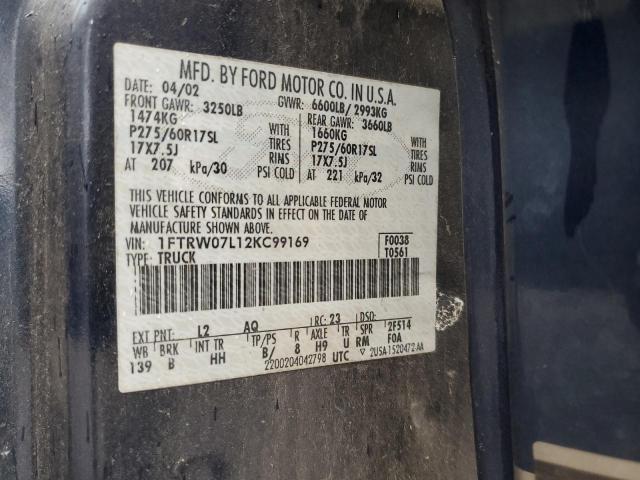 MFD. BY FORD MOTOR CO. IN U.S.A.
DATE: 04/02 GVWR: 6600LB/2993KG
FRONT GAWR: 3250LB REAR GAWR: 3660LB
1474KG WITH 1660KG WITH
P275/60R17SL TIRES P275/60R17SL TIRES
17X7.5J RIMS 17X7.5J RIMS
AT 207 kPa/30 PSI COLD AT 221 kPa/32 PSI COLD
THIS VEHICLE CONFORMS TO ALL APPLICABLE FEDERAL MOTOR
VEHICLE SAFETY STANDARDS IN EFFECT ON THE DATE OF
MANUFACTURE SHOWN ABOVE.
VIN: 1FTRW07L12KC99169 F0038
TYPE: TRUCK T0561
EXT PNT: L2 AQ RC: 23 DSO:
WB BRK INT TR TP/PS R AXLE TR SPR 2F514
139 B HH B/ 8 H9 U RM F0A
2200204042798 UTC ▽ 2USA-1520472-AA